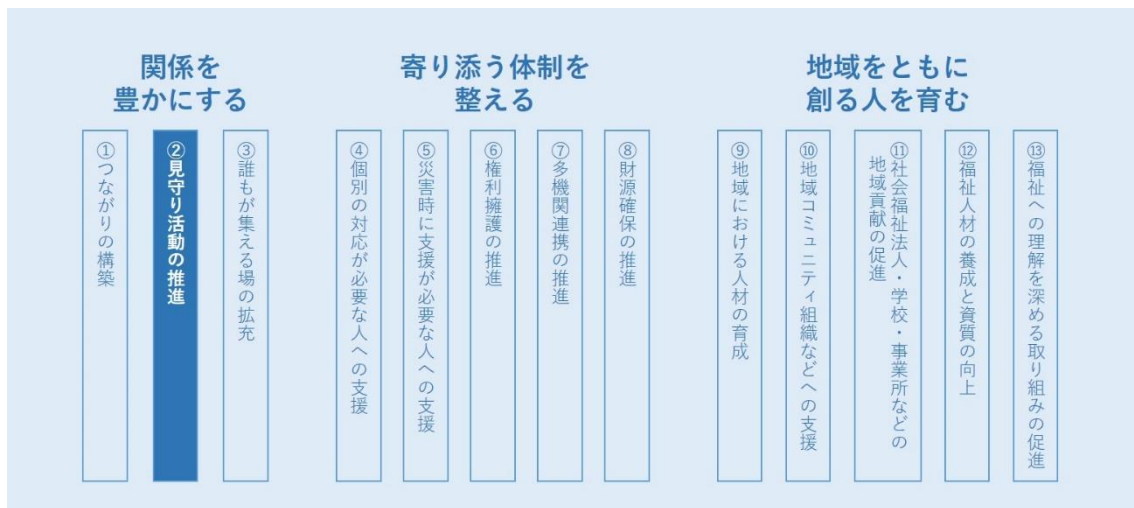 関係を
豊かにする
①つながりの構築
②見守り活動の推進
③誰もが集える場の拡充
寄り添う体制を
整える
④個別の対応が必要な人への支援
⑤災害時に支援が必要な人への支援
⑥権利擁護の推進
⑦多機関連携の推進
⑧財源確保の推進
地域をともに
創る人を育む
⑨地域における人材の育成
⑩地域コミュニティ組織などへの支援
⑪社会福祉法人・学校・事業所などの
地域貢献の促進
⑫福祉人材の養成と資質の向上
⑬福祉への理解を深める取り組みの促進